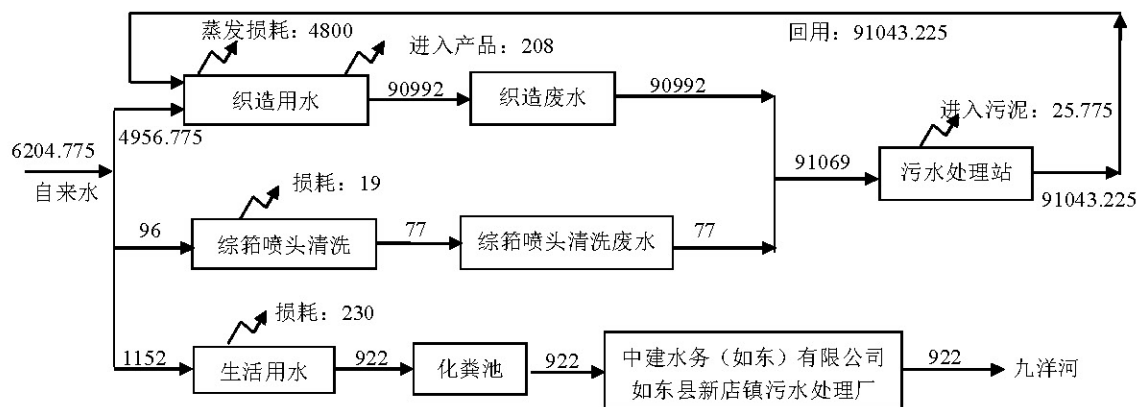 蒸发损耗：4800
进入产品：208
回用：91043.225
织造用水
90992
织造废水
90992
进入污泥：25.775
4956.775
6204.775
自来水
91069
污水处理站
91043.225
损耗：19
96
综筘喷头清洗
77
综筘喷头清洗废水
77
损耗：230
1152
生活用水
922
化粪池
922
中建水务（如东）有限公司
如东县新店镇污水处理厂
922
九洋河